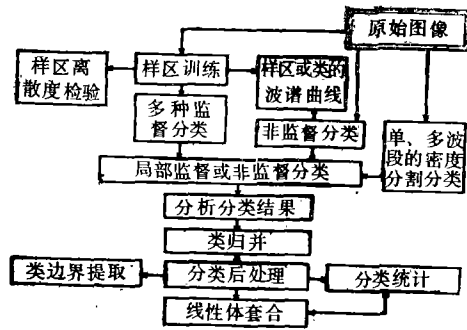 原始图像
样区离
散度检验
样区训练
样区或类的
波谱曲线
多种监
督分类
非监督分类
单、多波
段的密度
分割分类
局部监督或非监督分类
分析分类结果
类归并
类边界提取
分类后处理
分类统计
线性体套合